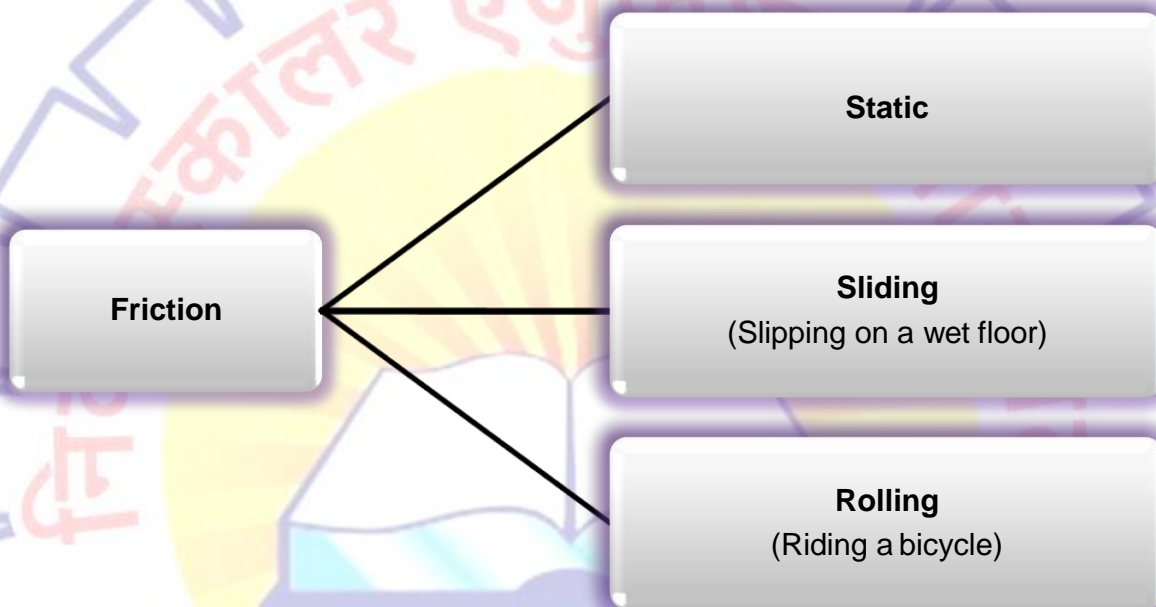 Static
Friction
Sliding
(Slipping on a wet floor)
Rolling
(Riding a bicycle)